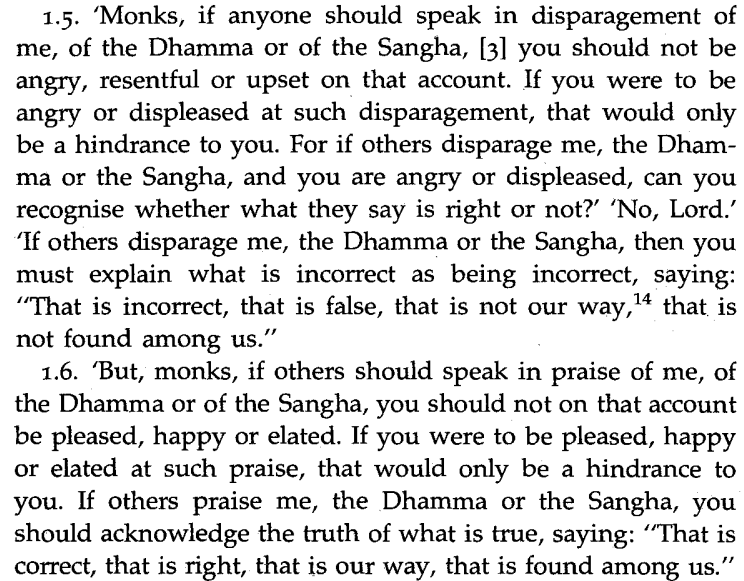 1.5. ‘Monks, if anyone should speak in disparagement of
me, of the Dhamma or of the Sangha, [3] you should not be
angry, resentful or upset on that account. If you were to be
angry or displeased at such disparagement, that would only
be a hindrance to you. For if others disparage me, the Dham-
ma or the Sangha, and you are angry or displeased, can you
recognise whether what they say is right or not?’ ‘No, Lord.’
‘If others disparage me, the Dhamma or the Sangha, then you
must explain what is incorrect as being incorrect, saying:
“That is incorrect, that is false, that is not our way,¹⁴ that is
not found among us.”
1.6. ‘But, monks, if others should speak in praise of me, of
the Dhamma or of the Sangha, you should not on that account
be pleased, happy or elated. If you were to be pleased, happy
or elated at such praise, that would only be a hindrance to
you. If others praise me, the Dhamma or the Sangha, you
should acknowledge the truth of what is true, saying: “That is
correct, that is right, that is our way, that is found among us.”